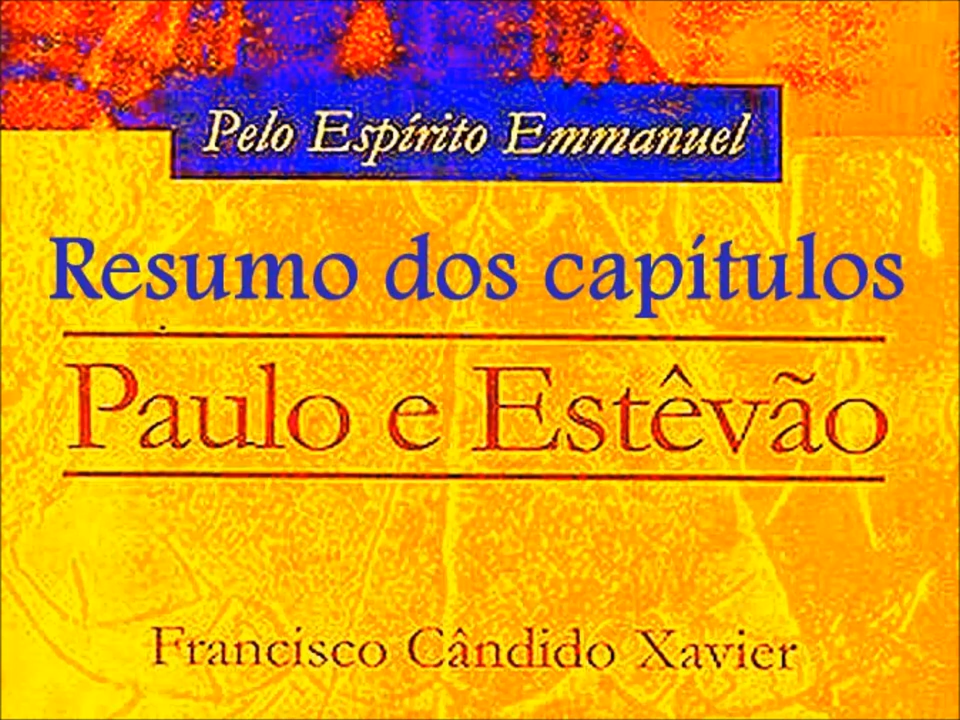 Pelo Espírito Emmanuel
Resumo dos capítulos
Paulo e Estêvão
Francisco Cândido Xavier